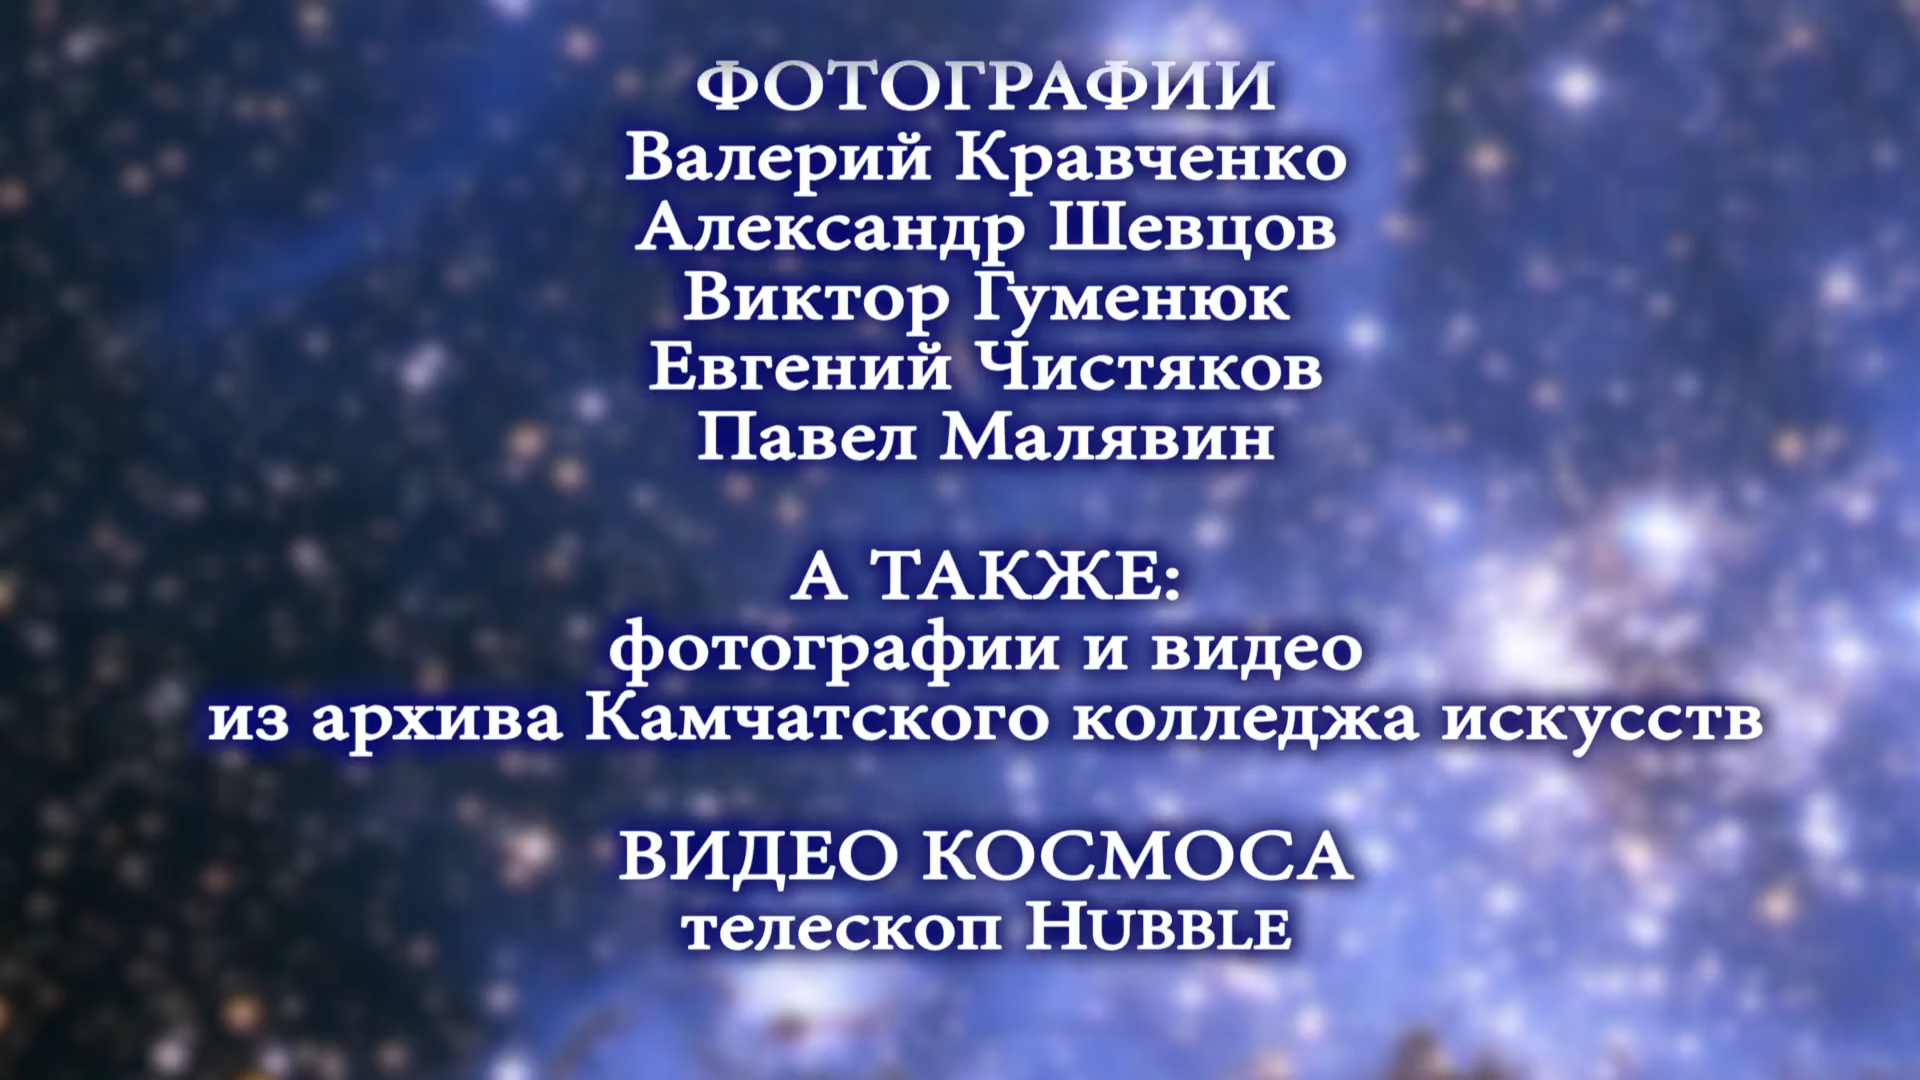 ФОТОГРАФИИ
Валерий Кравченко
Александр Шевцов
Виктор Гуменюк
Евгений Чистяков
Павел Малявин
А ТАКЖЕ:
фотографии и видео
из архива Камчатского колледжа искусств
ВИДЕО КОСМОСА
телескоп HUBBLE